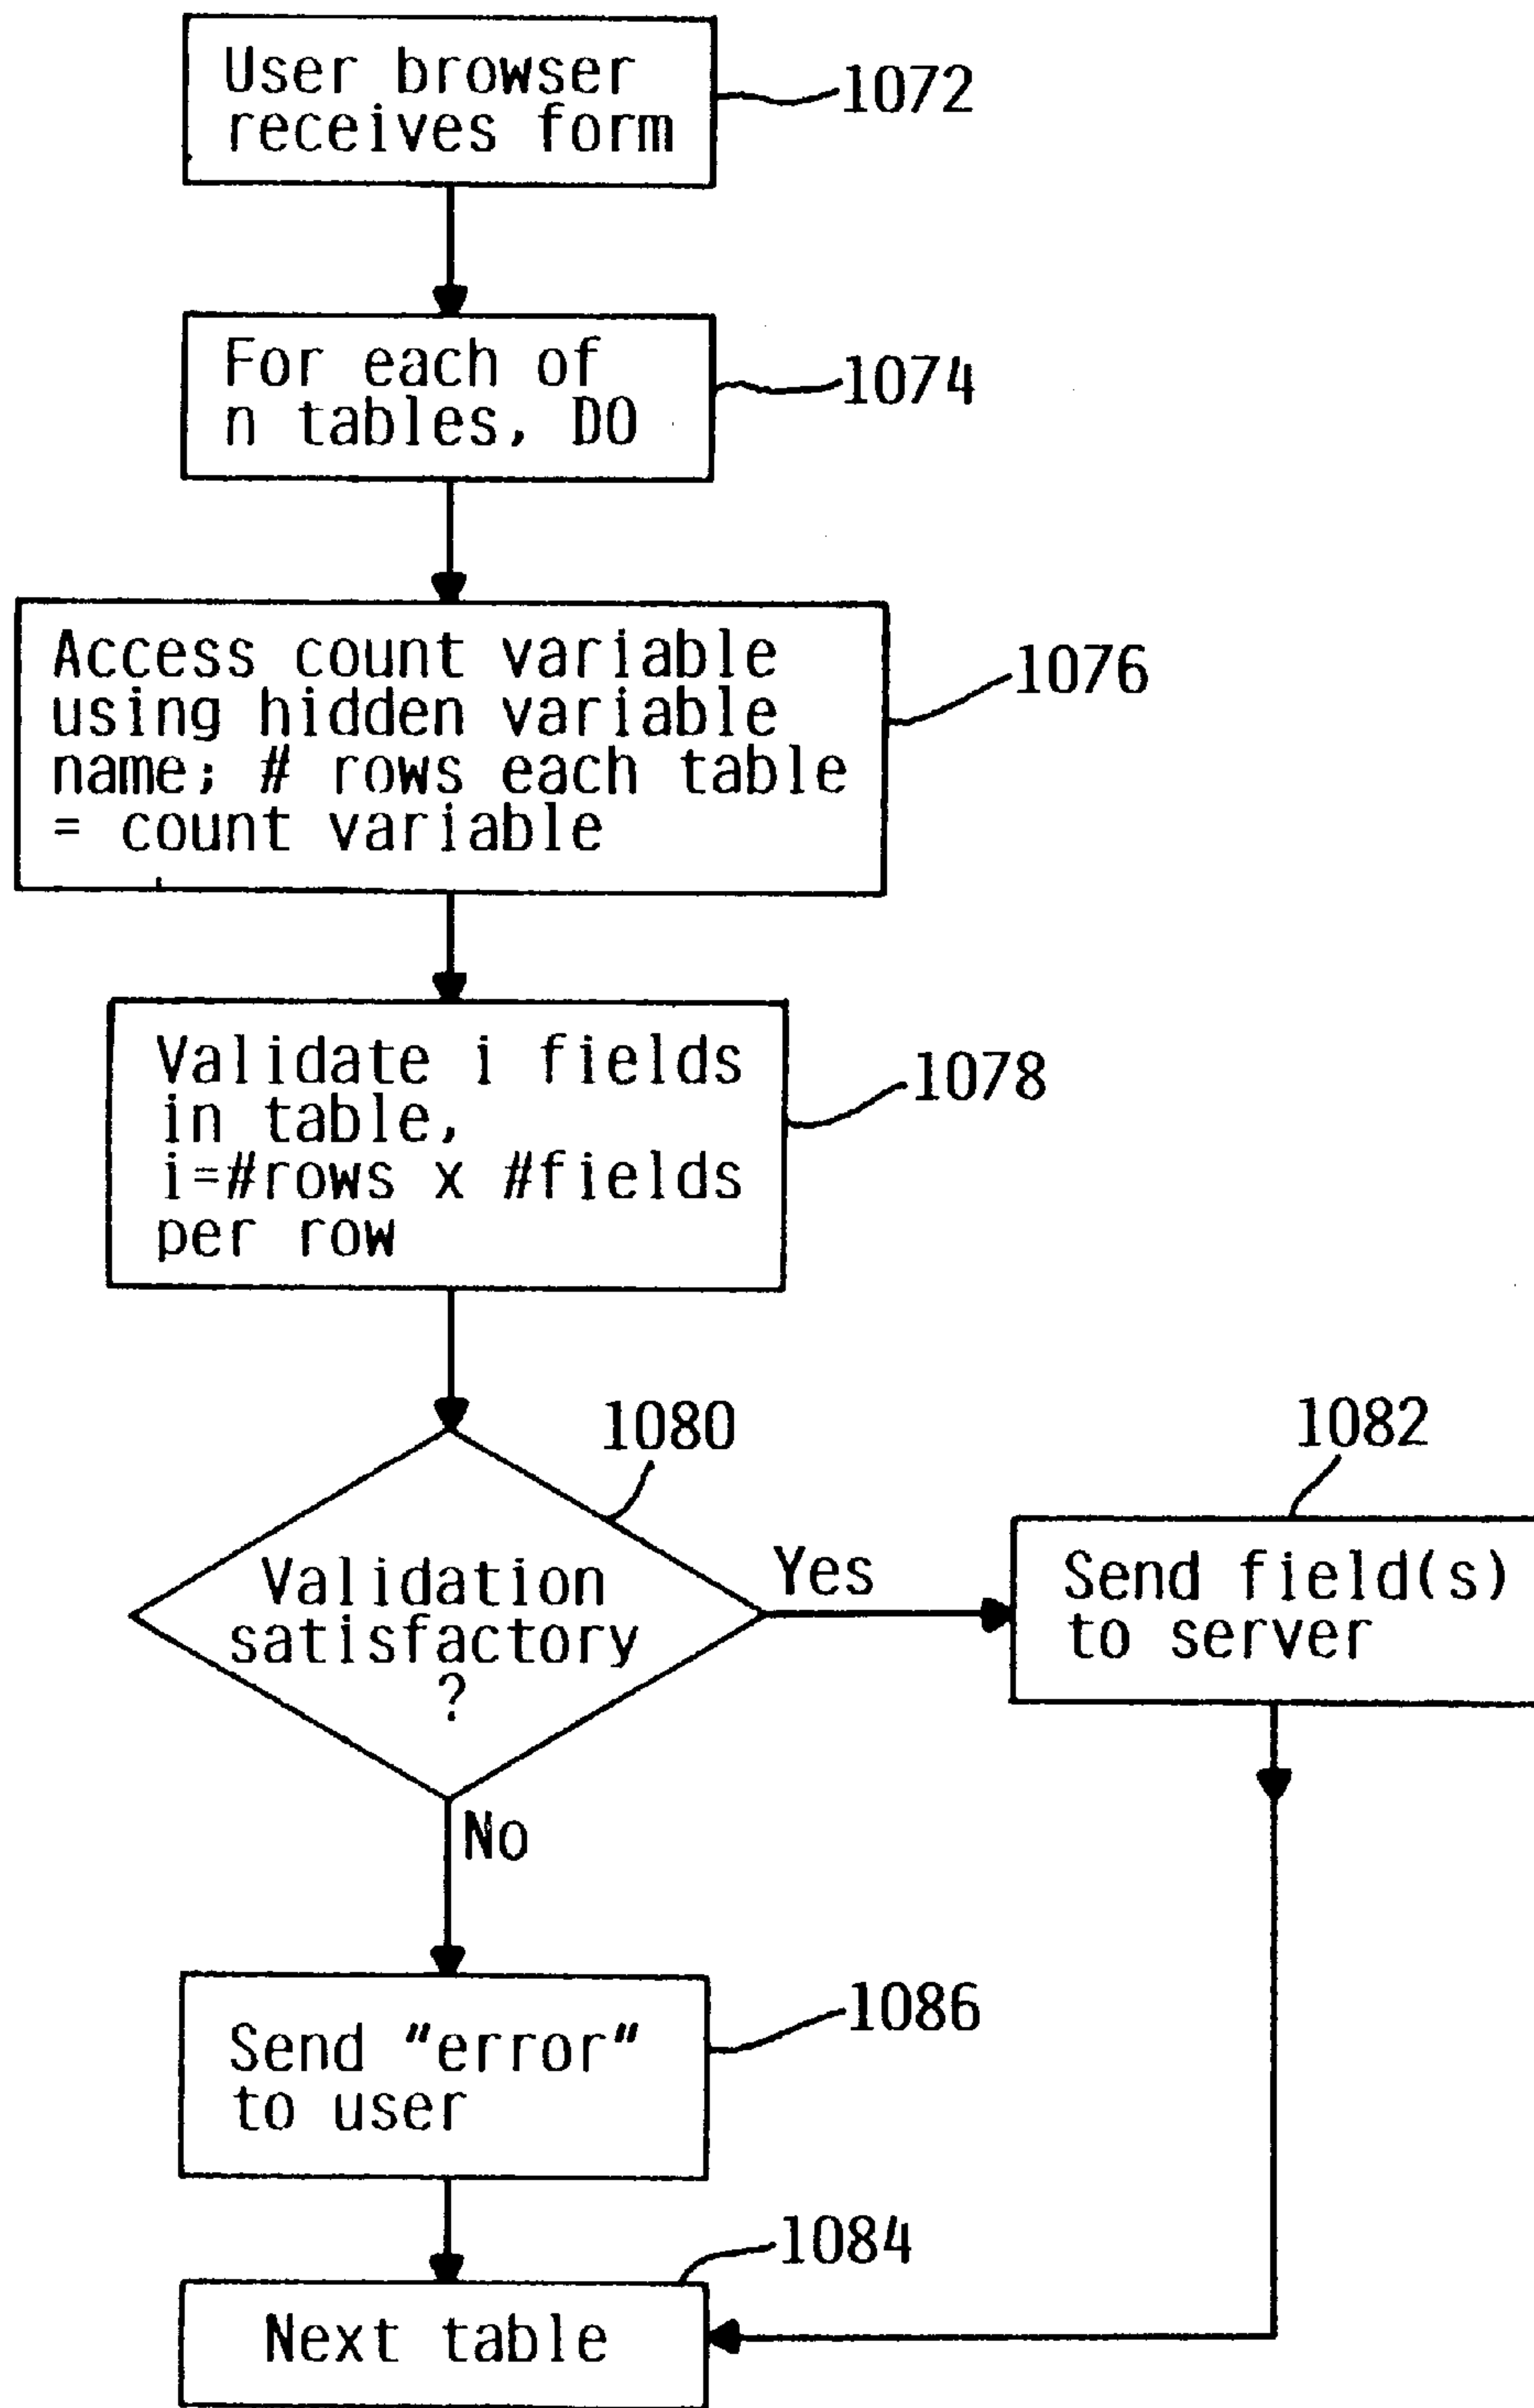 User browser
receives form
1072
For each of
n tables, DO
1074
Access count variable
using hidden variable
name; # rows each table
= count variable
1076
Validate i fields
in table,
i=#rows x #fields
per row
1078
1080
Validation
satisfactory
?
Yes
1082
Send field(s)
to server
No
Send "error"
to user
1086
1084
Next table